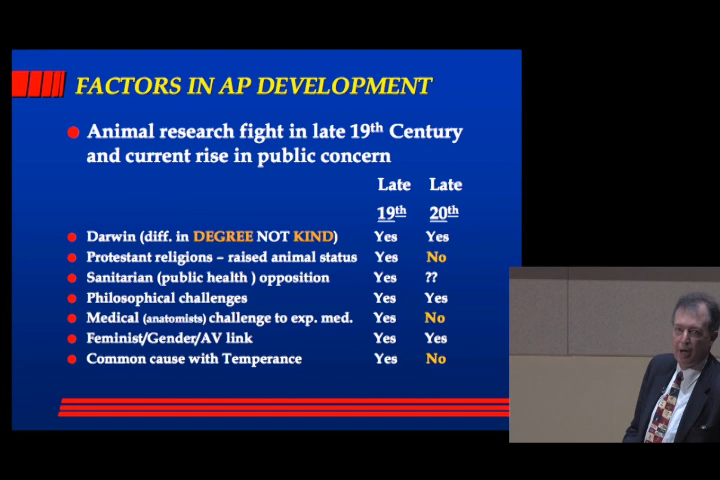 FACTORS IN AP DEVELOPMENT
Animal research fight in late 19th Century
and current rise in public concern
Late Late
19th 20th
Darwin (diff. in DEGREE NOT KIND) Yes Yes
Protestant religions – raised animal status Yes No
Sanitarian (public health ) opposition Yes ??
Philosophical challenges Yes Yes
Medical (anatomists) challenge to exp. med. Yes No
Feminist/Gender/AV link Yes Yes
Common cause with Temperance Yes No